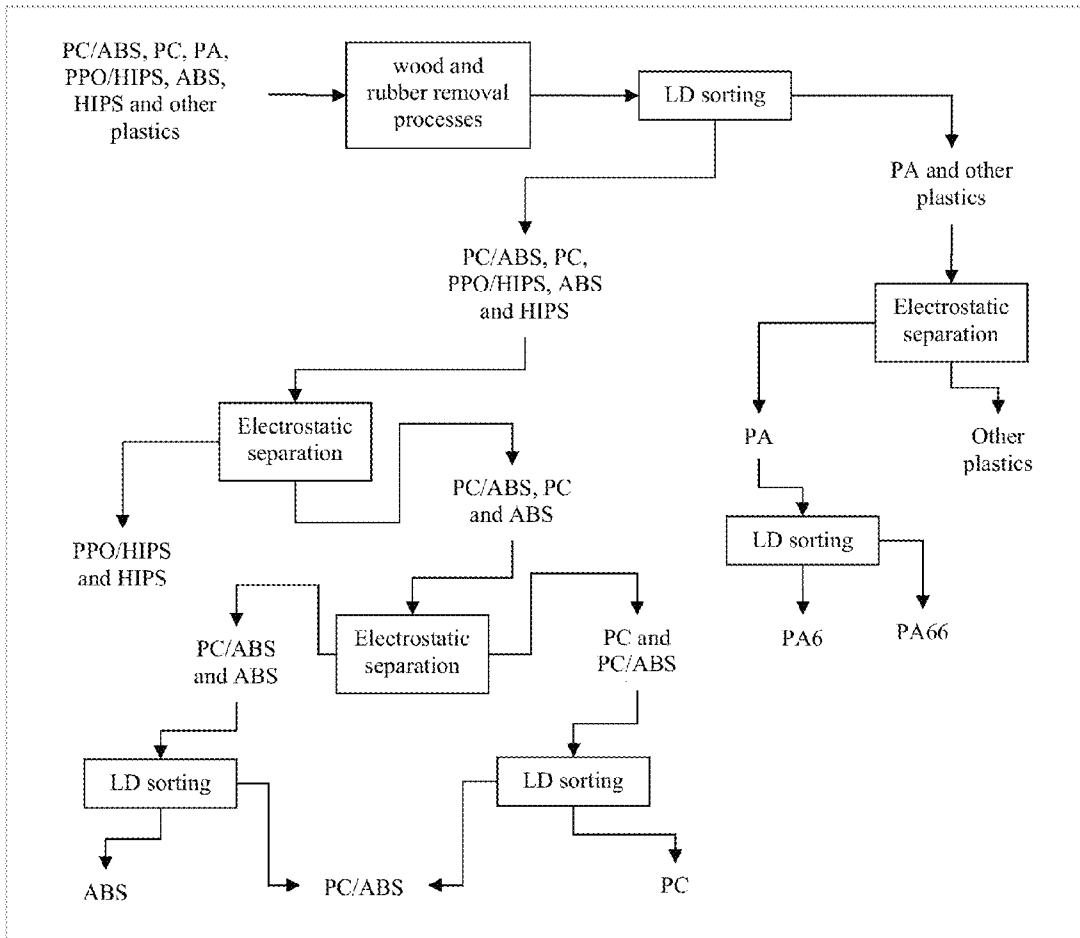 PC/ABS, PC, PA,
PPO/HIPS, ABS,
HIPS and other
plastics
wood and
rubber removal
processes
LD sorting
PA and other
plastics
PC/ABS, PC,
PPO/HIPS, ABS
and HIPS
Electrostatic
separation
Electrostatic
separation
PA
Other
plastics
PC/ABS, PC
and ABS
PPO/HIPS
and HIPS
LD sorting
PA6
PA66
PC/ABS
and ABS
Electrostatic
separation
PC and
PC/ABS
LD sorting
LD sorting
ABS
PC/ABS
PC